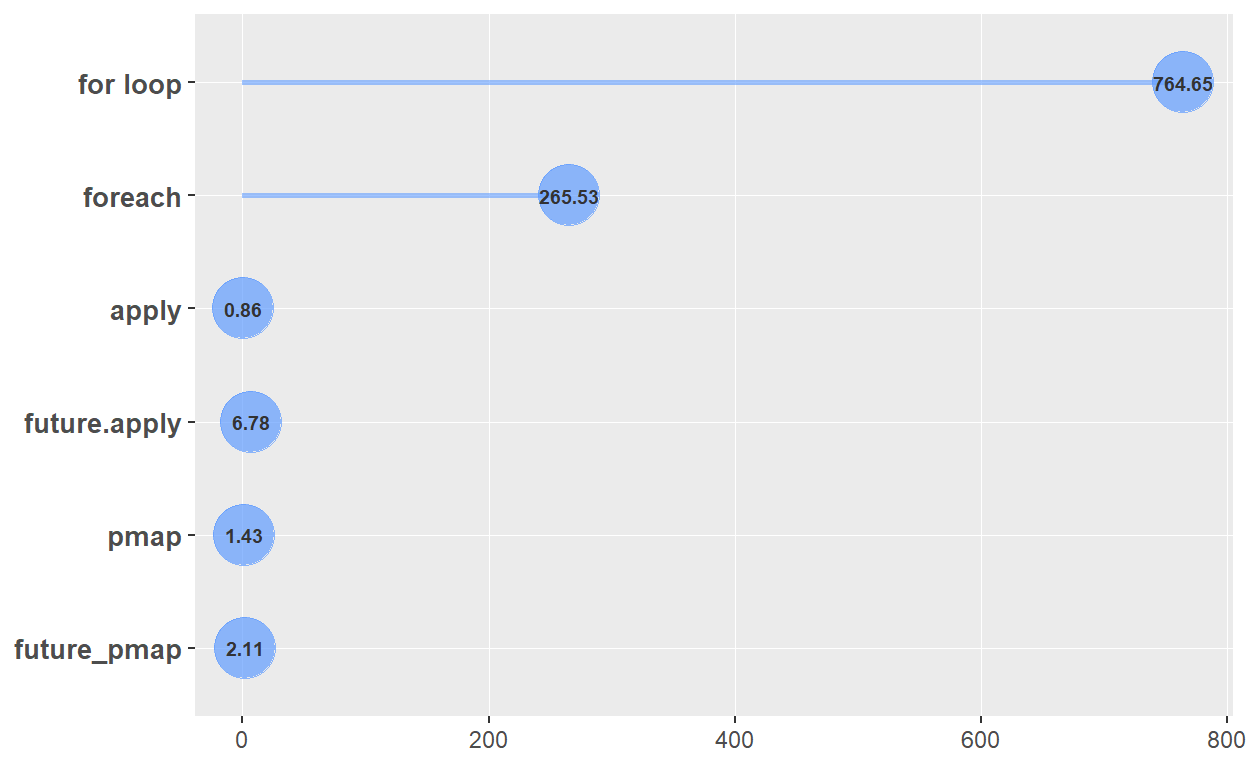 for loop 764.65
foreach 265.53
apply 0.86
future.apply 6.78
pmap 1.43
future_pmap 2.11
0 200 400 600 800